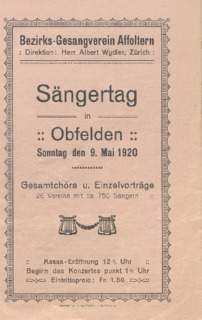 Bezirks-Gesangverein Affoltern
: Direktion: Herr Albert Wydler, Zürich :
Sängertag
in
:: Obfelden ::
Sonntag den 9. Mai 1920
Gesamtchöre u. Einzelvorträge
26 Vereine mit za. 750 Sängern
Kassa-Eröffnung 12½ Uhr
Beginn des Konzertes punkt 1½ Uhr
Eintrittspreis: Fr. 1.50